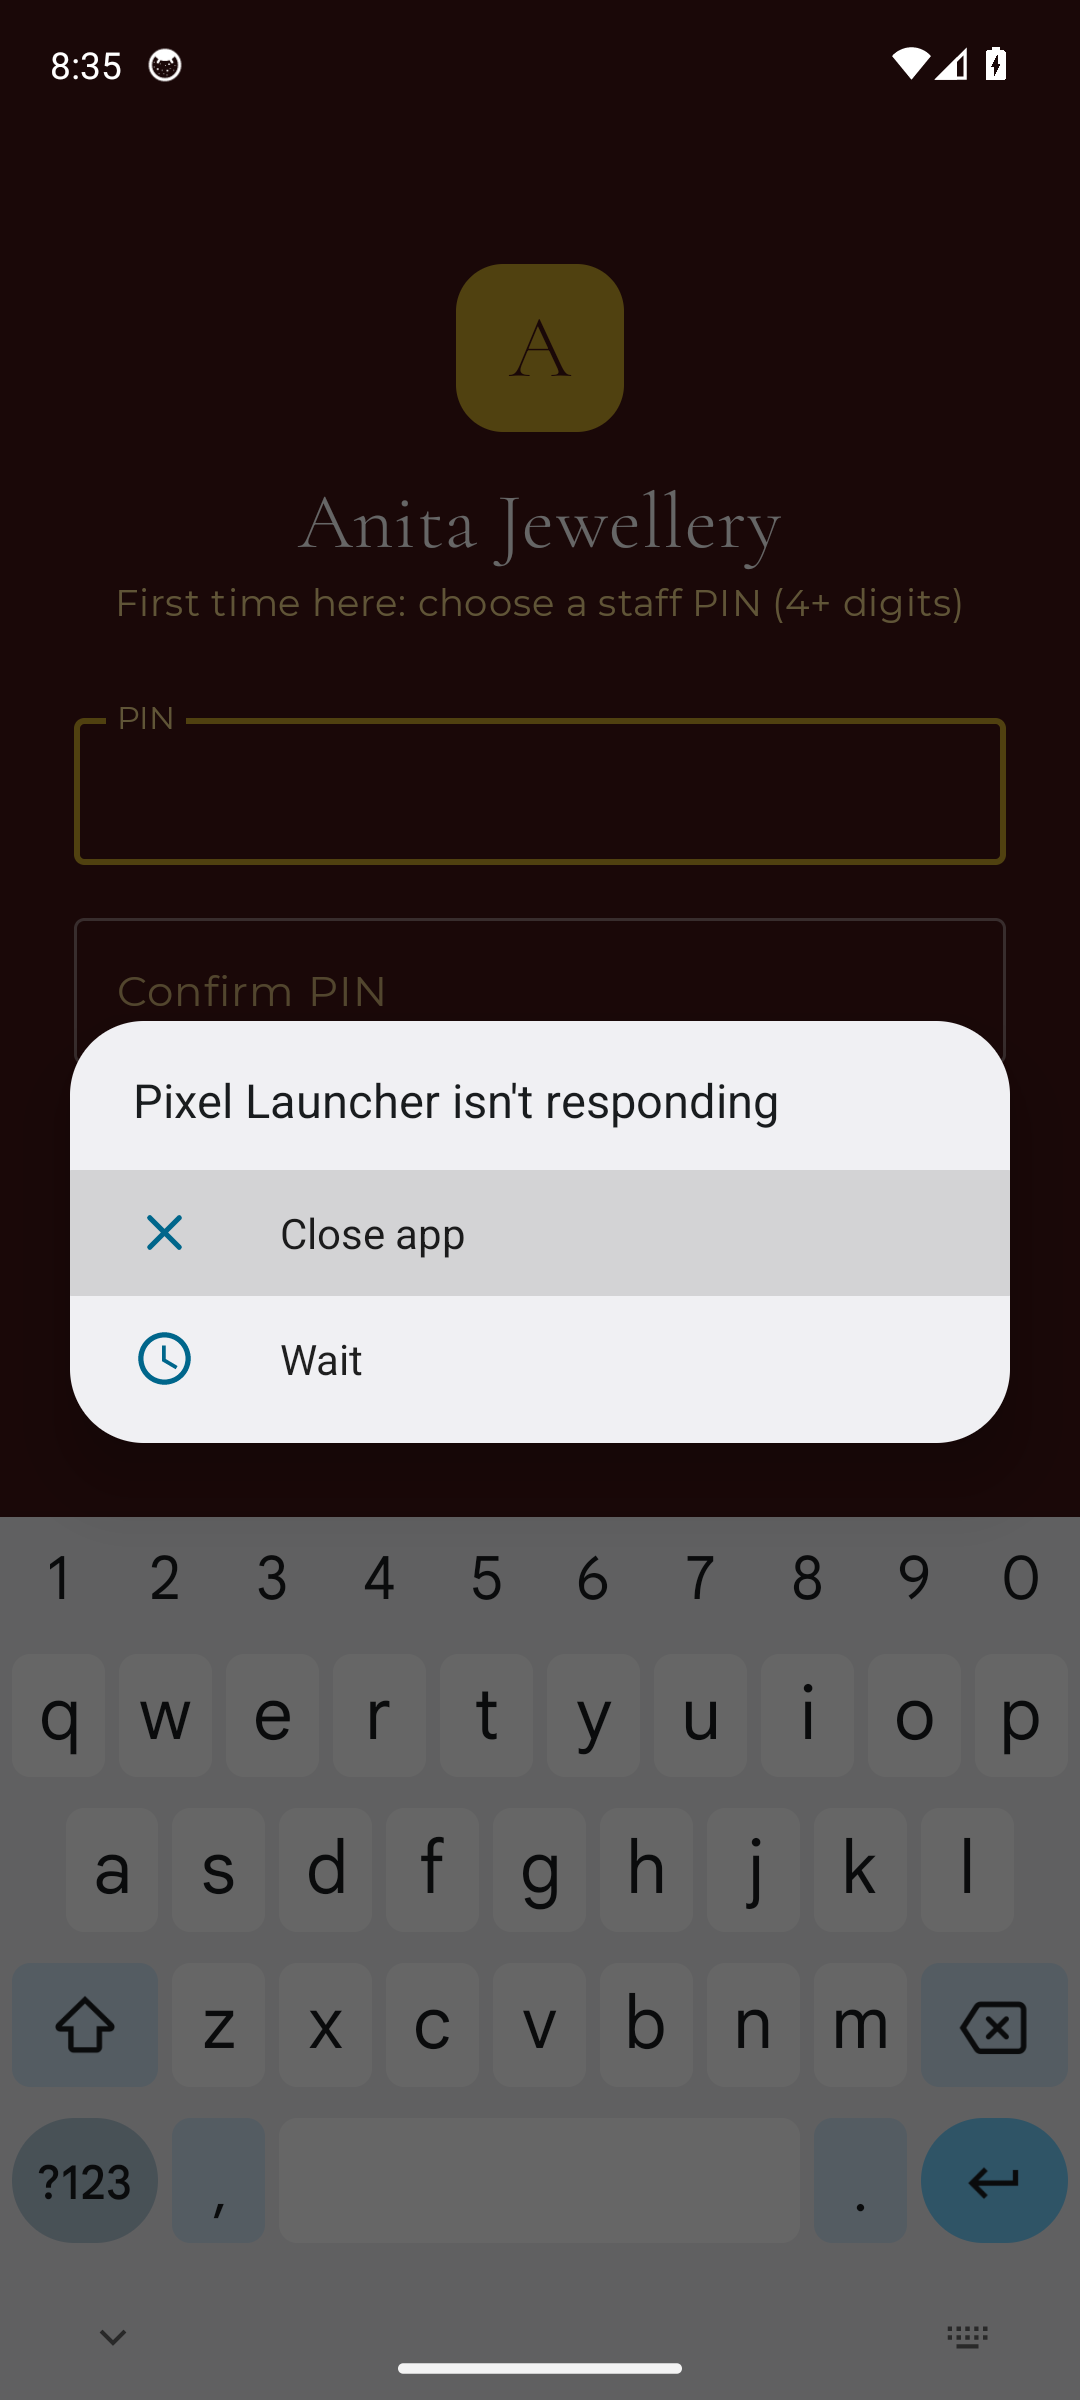 8:35
A
Anita Jewellery
First time here: choose a staff PIN (4+ digits)
PIN
Confirm PIN
Pixel Launcher isn't responding
Close app
Wait
1 2 3 4 5 6 7 8 9 0
q w e r t y u i o p
a s d f g h j k l
z x c v b n m
?123 , .